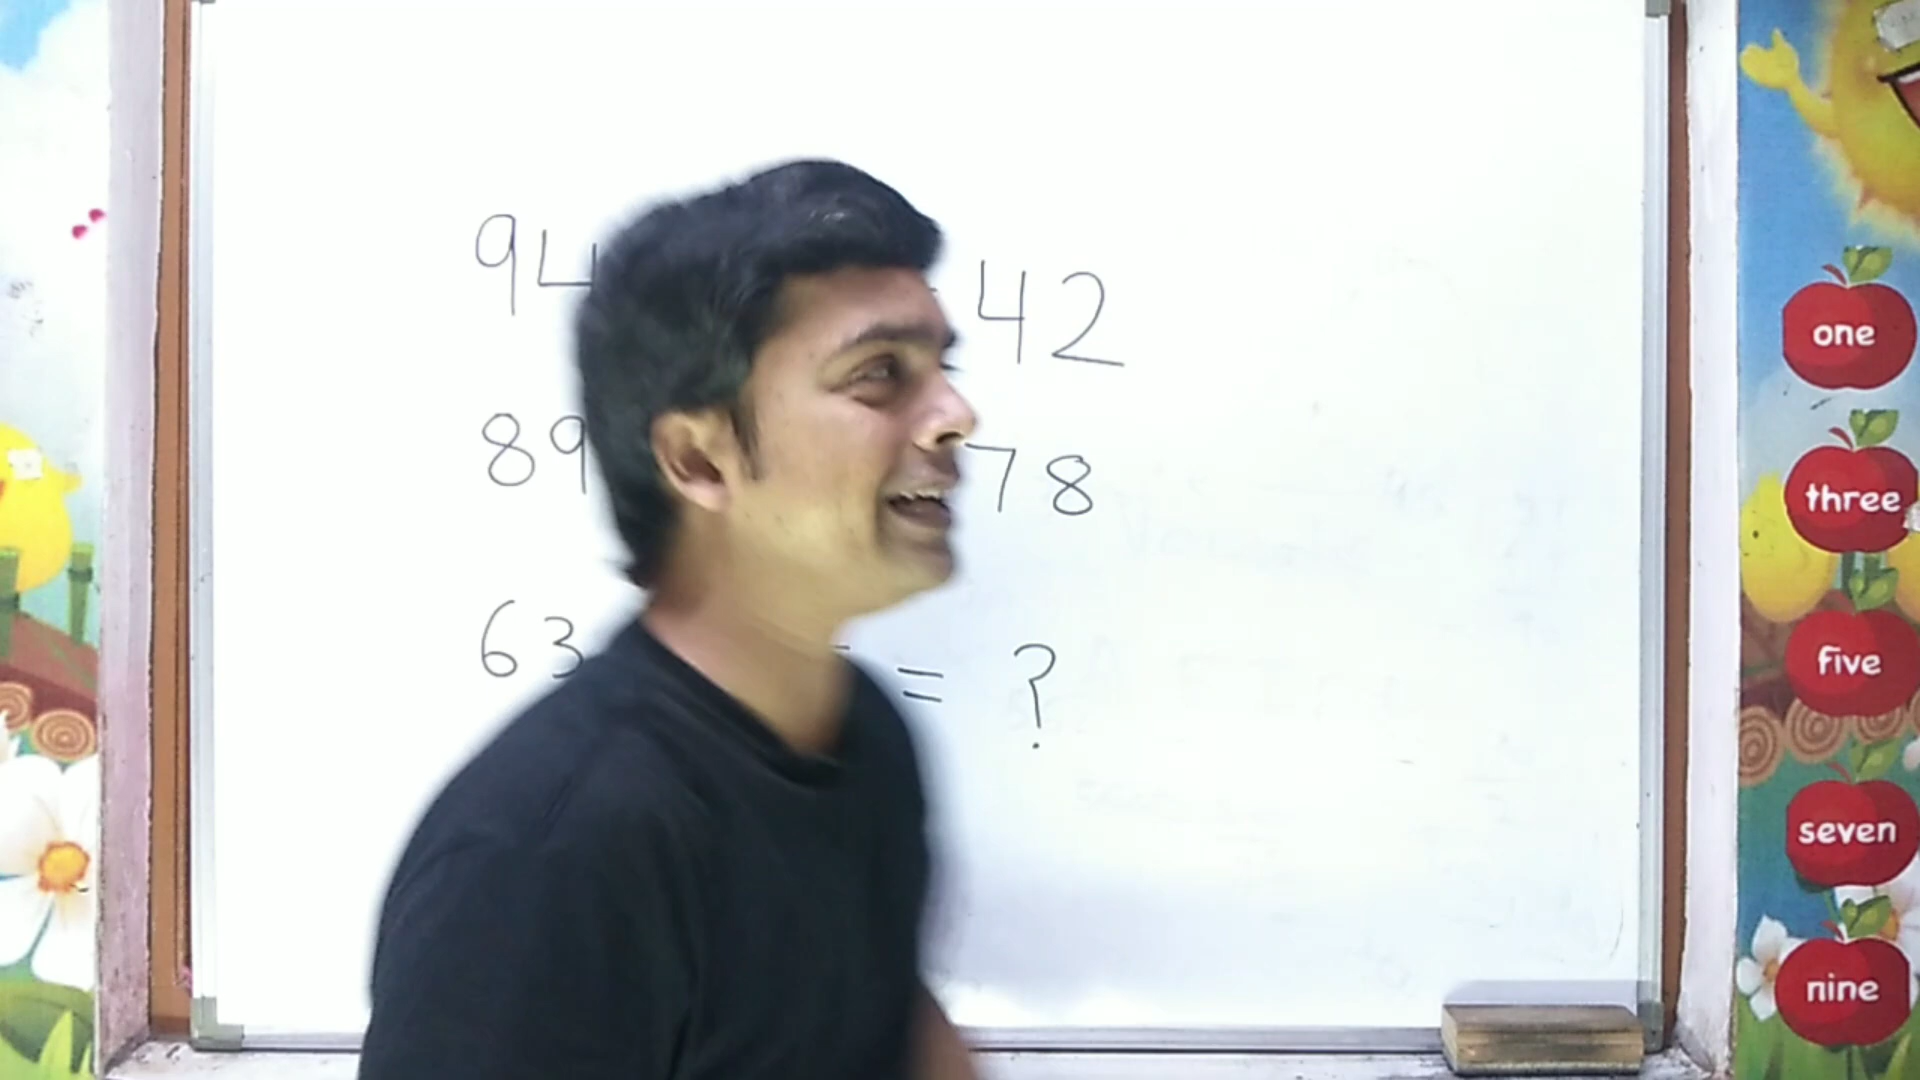 94 42
89 78
63 = ?
one
three
five
seven
nine